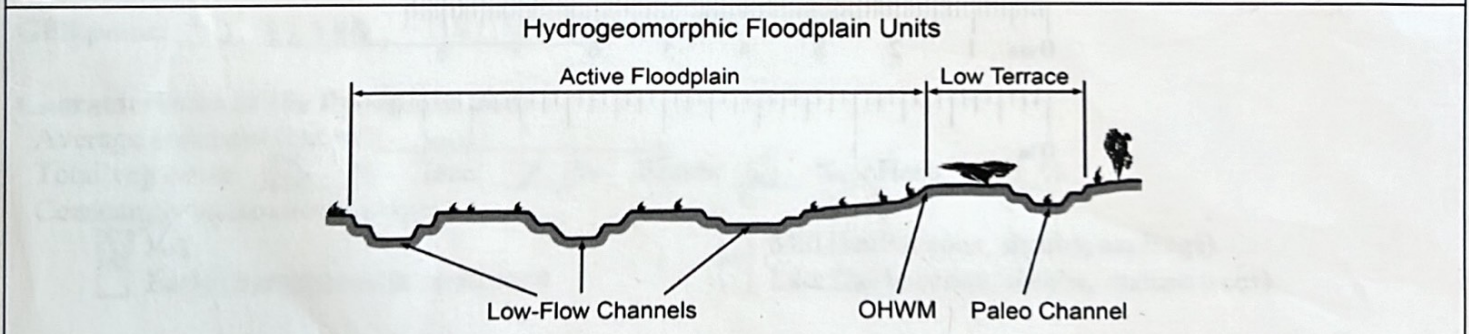 Hydrogeomorphic Floodplain Units
Active Floodplain
Low Terrace
Low-Flow Channels
OHWM
Paleo Channel